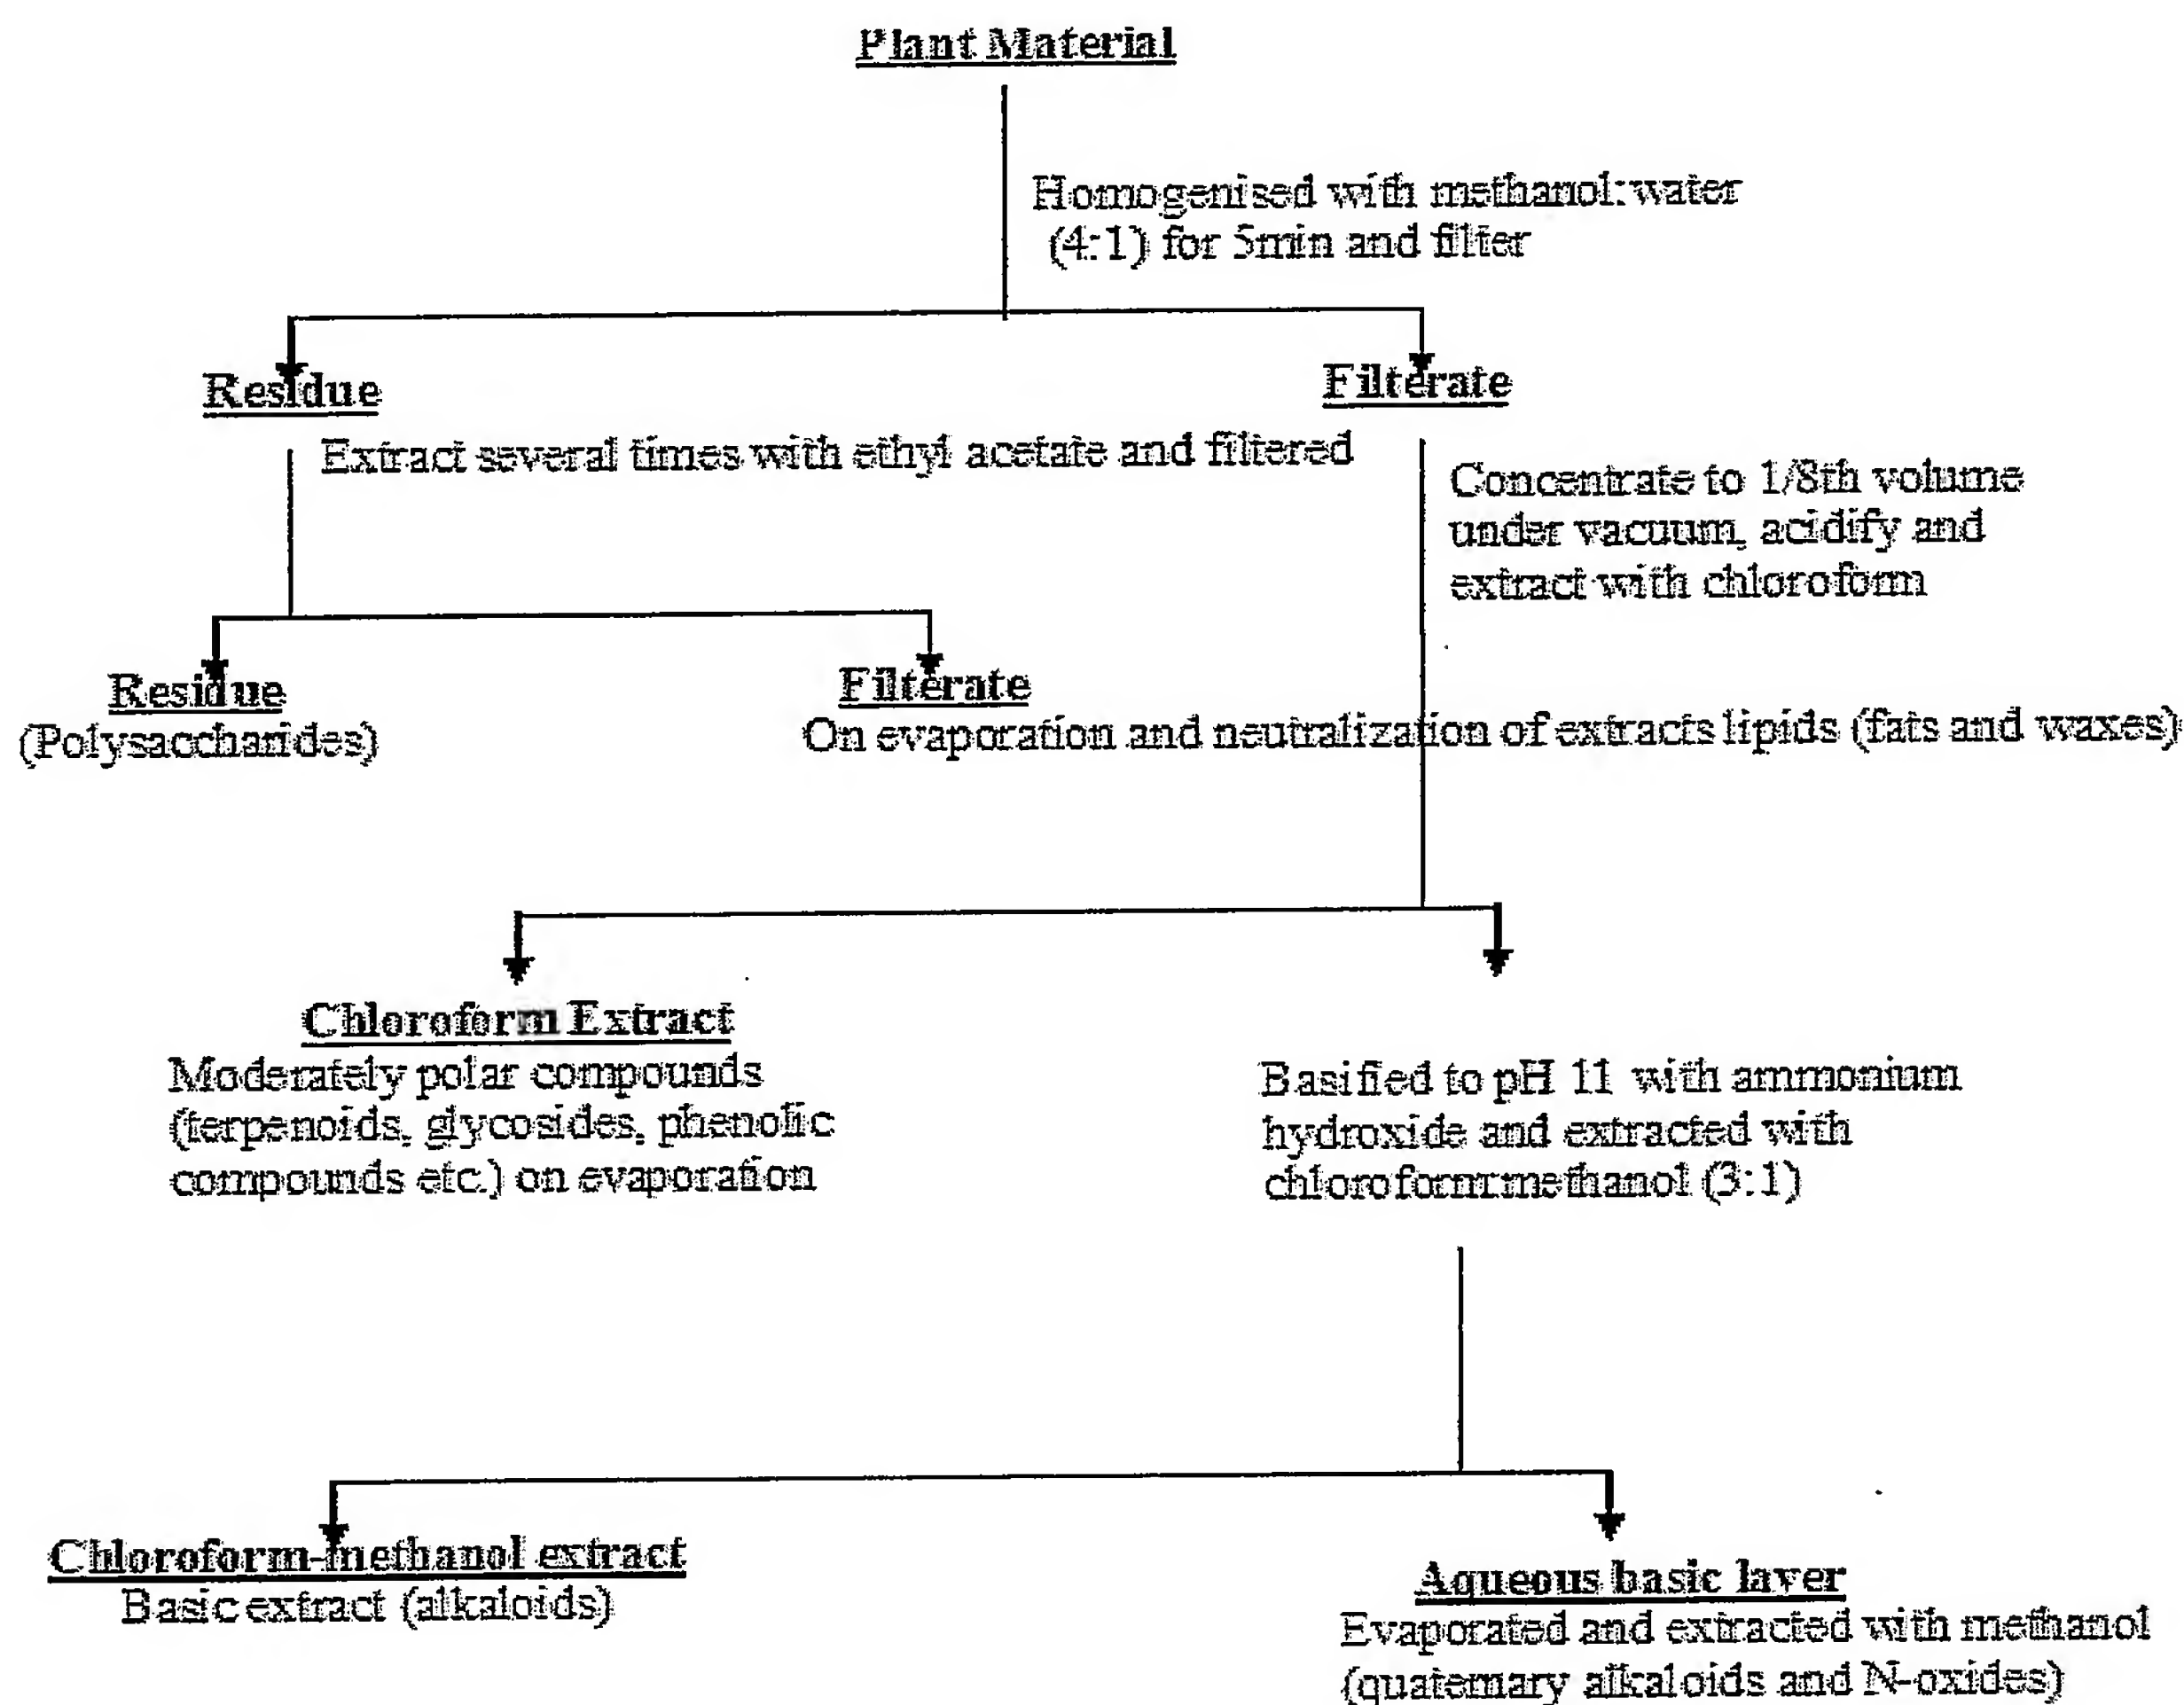 Plant Material
Homogenised with methanol:water
(4:1) for 5min and filter
Residue
Filterate
Extract several times with ethyl acetate and filtered
Concentrate to 1/8th volume
under vacuum, acidify and
extract with chloroform
Residue
(Polysaccharides)
Filterate
On evaporation and neutralization of extracts lipids (fats and waxes)
Chloroform Extract
Moderately polar compounds
(terpenoids, glycosides, phenolic
compounds etc.) on evaporation
Basified to pH 11 with ammonium
hydroxide and extracted with
chloroform:methanol (3:1)
Chloroform-methanol extract
Basic extract (alkaloids)
Aqueous basic layer
Evaporated and extracted with methanol
(quaternary alkaloids and N-oxides)